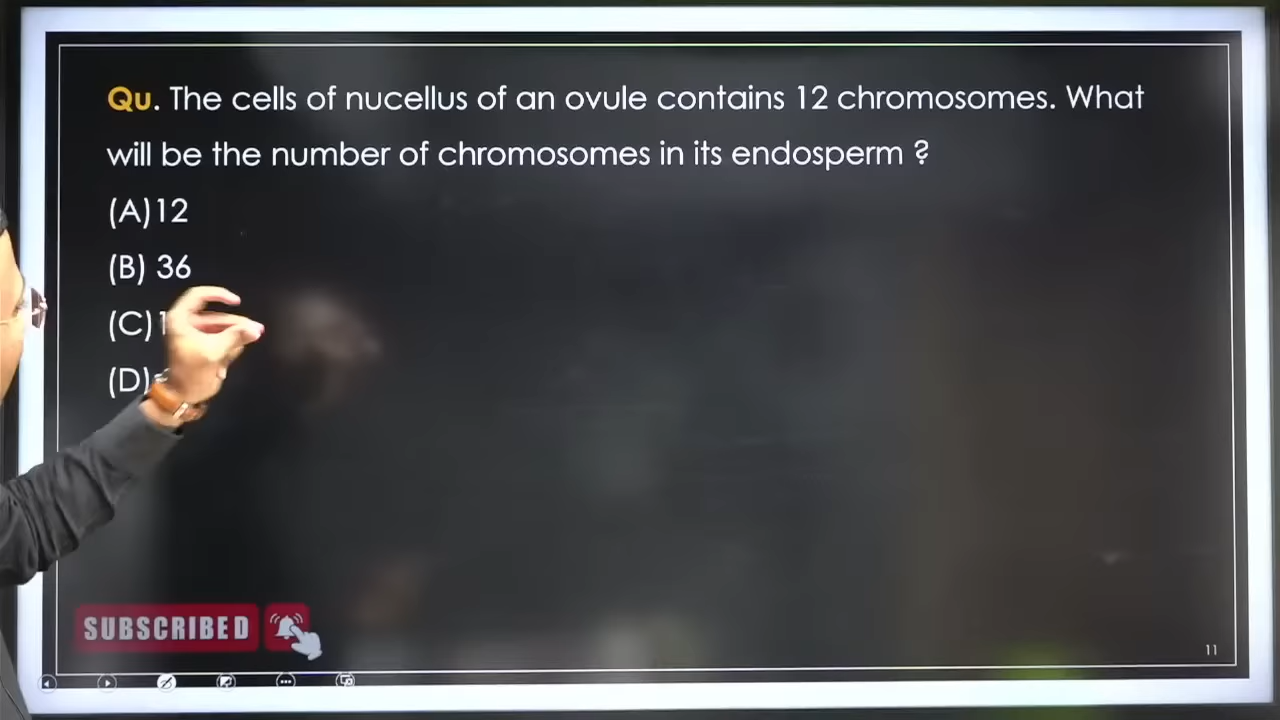 Qu. The cells of nucellus of an ovule contains 12 chromosomes. What
will be the number of chromosomes in its endosperm ?
(A)12
(B) 36
(C)
(D)
SUBSCRIBED
11